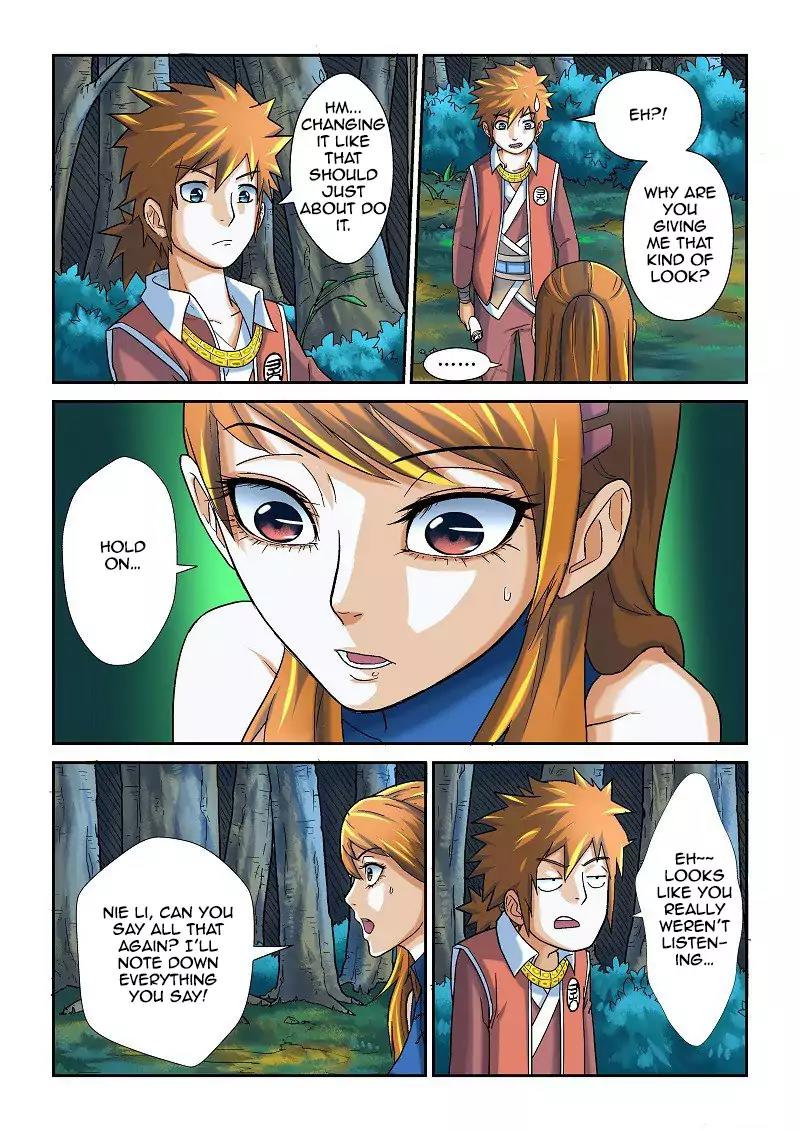 HM...
CHANGING
IT LIKE
THAT
SHOULD
JUST
ABOUT DO
IT.
EH?!
WHY ARE
YOU
GIVING
ME THAT
KIND OF
LOOK?
......
HOLD
ON...
NIE LI, CAN YOU
SAY ALL THAT
AGAIN? I'LL
NOTE DOWN
EVERYTHING
YOU SAY!
EH~~
LOOKS
LIKE YOU
REALLY
WEREN'T
LISTEN-
ING...